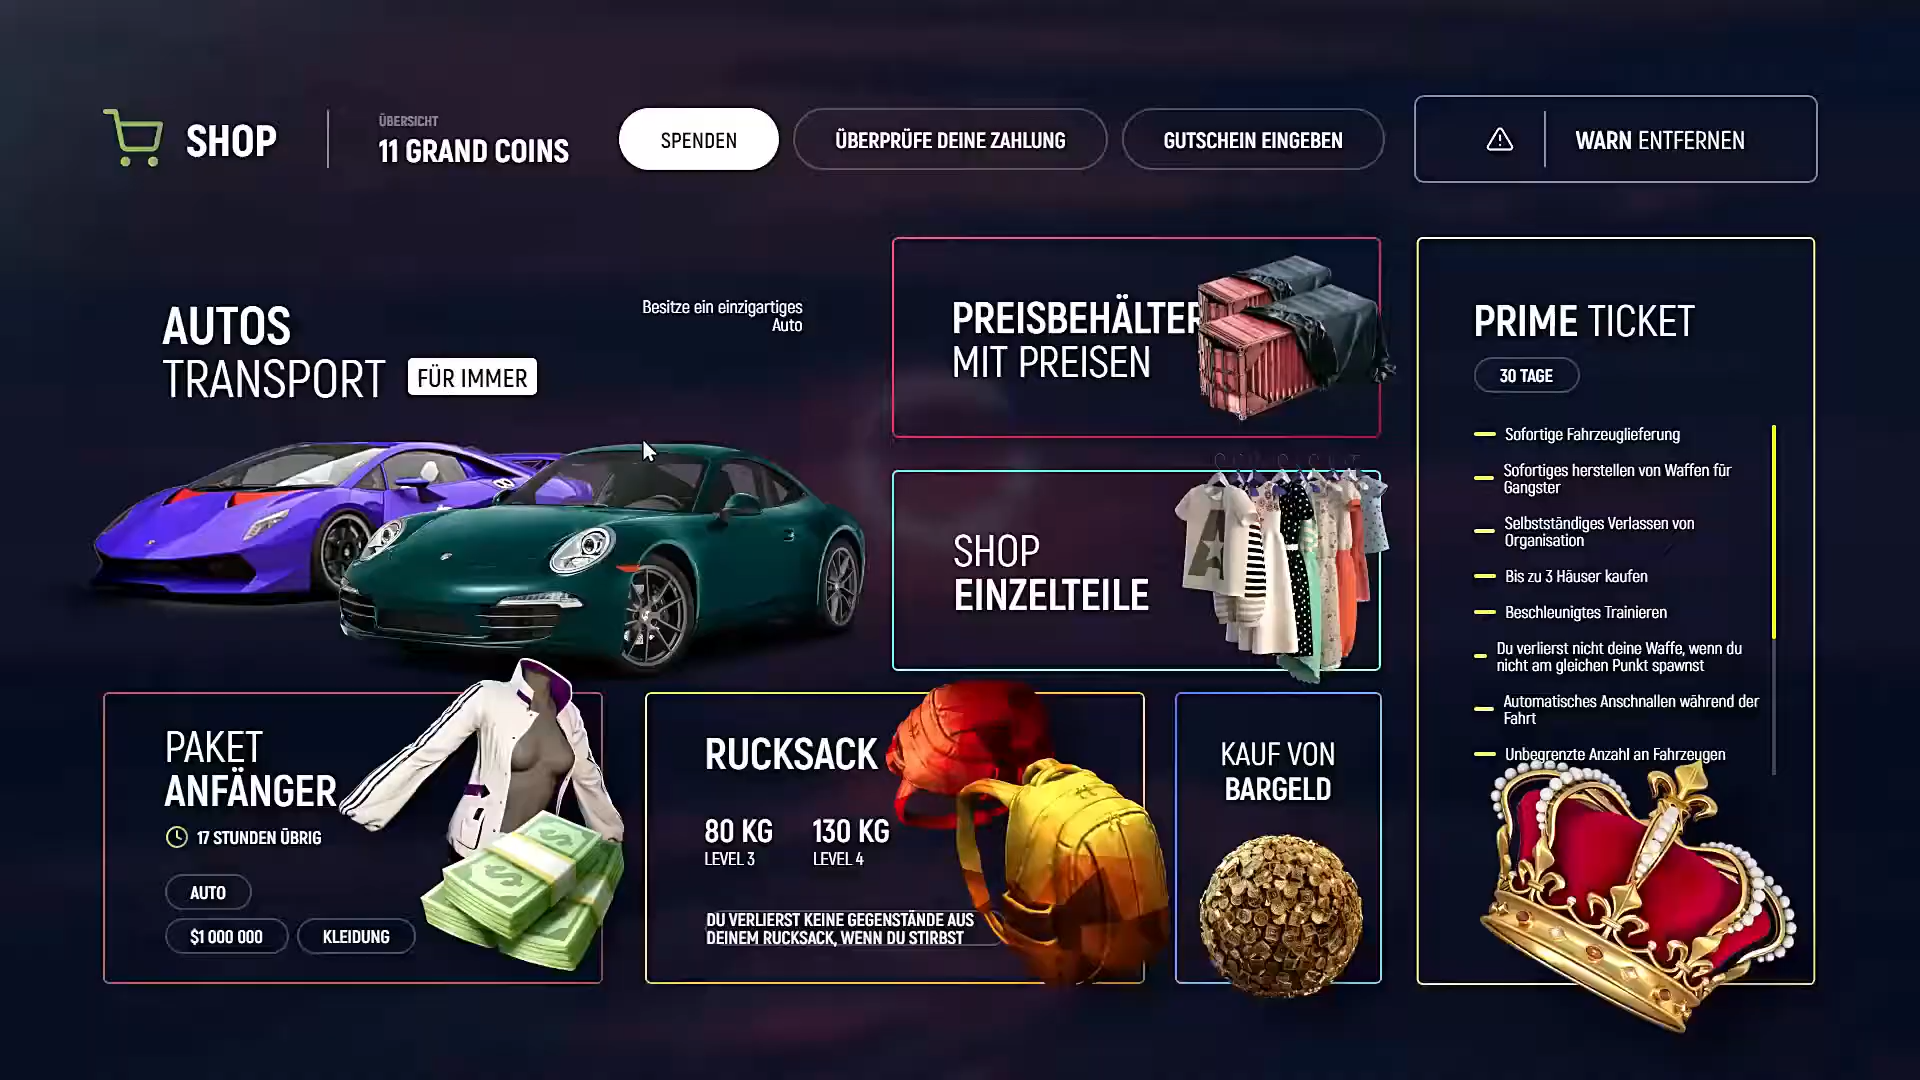 SHOP
ÜBERSICHT
11 GRAND COINS
SPENDEN
ÜBERPRÜFE DEINE ZAHLUNG
GUTSCHEIN EINGEBEN
WARN ENTFERNEN
AUTOS
TRANSPORT FÜR IMMER
Besitze ein einzigartiges
Auto
PREISBEHÄLTER
MIT PREISEN
SHOP
EINZELTEILE
PRIME TICKET
30 TAGE
Sofortige Fahrzeuglieferung
Sofortiges herstellen von Waffen für
Gangster
Selbstständiges Verlassen von
Organisation
Bis zu 3 Häuser kaufen
Beschleunigtes Trainieren
Du verlierst nicht deine Waffe, wenn du
nicht am gleichen Punkt spawnst
Automatisches Anschnallen während der
Fahrt
Unbegrenzte Anzahl an Fahrzeugen
PAKET
ANFÄNGER
17 STUNDEN ÜBRIG
AUTO
$1 000 000
KLEIDUNG
RUCKSACK
80 KG
LEVEL 3
130 KG
LEVEL 4
DU VERLIERST KEINE GEGENSTÄNDE AUS
DEINEM RUCKSACK, WENN DU STIRBST
KAUF VON
BARGELD